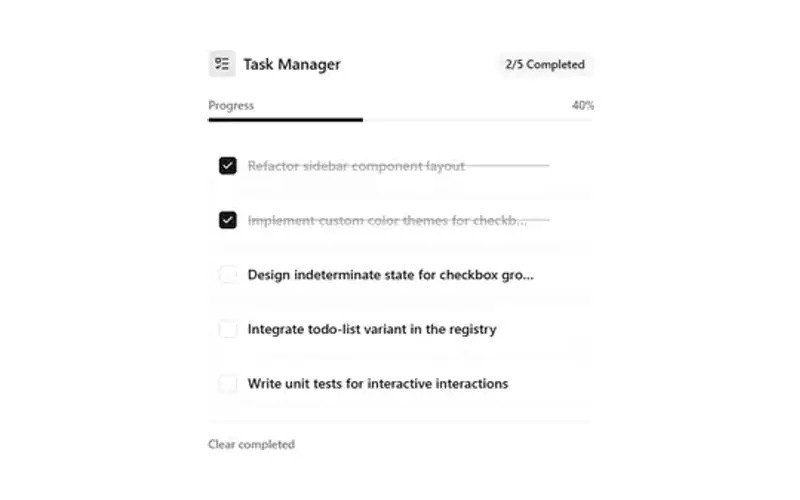 Task Manager
2/5 Completed
Progress
40%
Refactor sidebar component layout
Implement custom color themes for checkb...
Design indeterminate state for checkbox gro...
Integrate todo-list variant in the registry
Write unit tests for interactive interactions
Clear completed